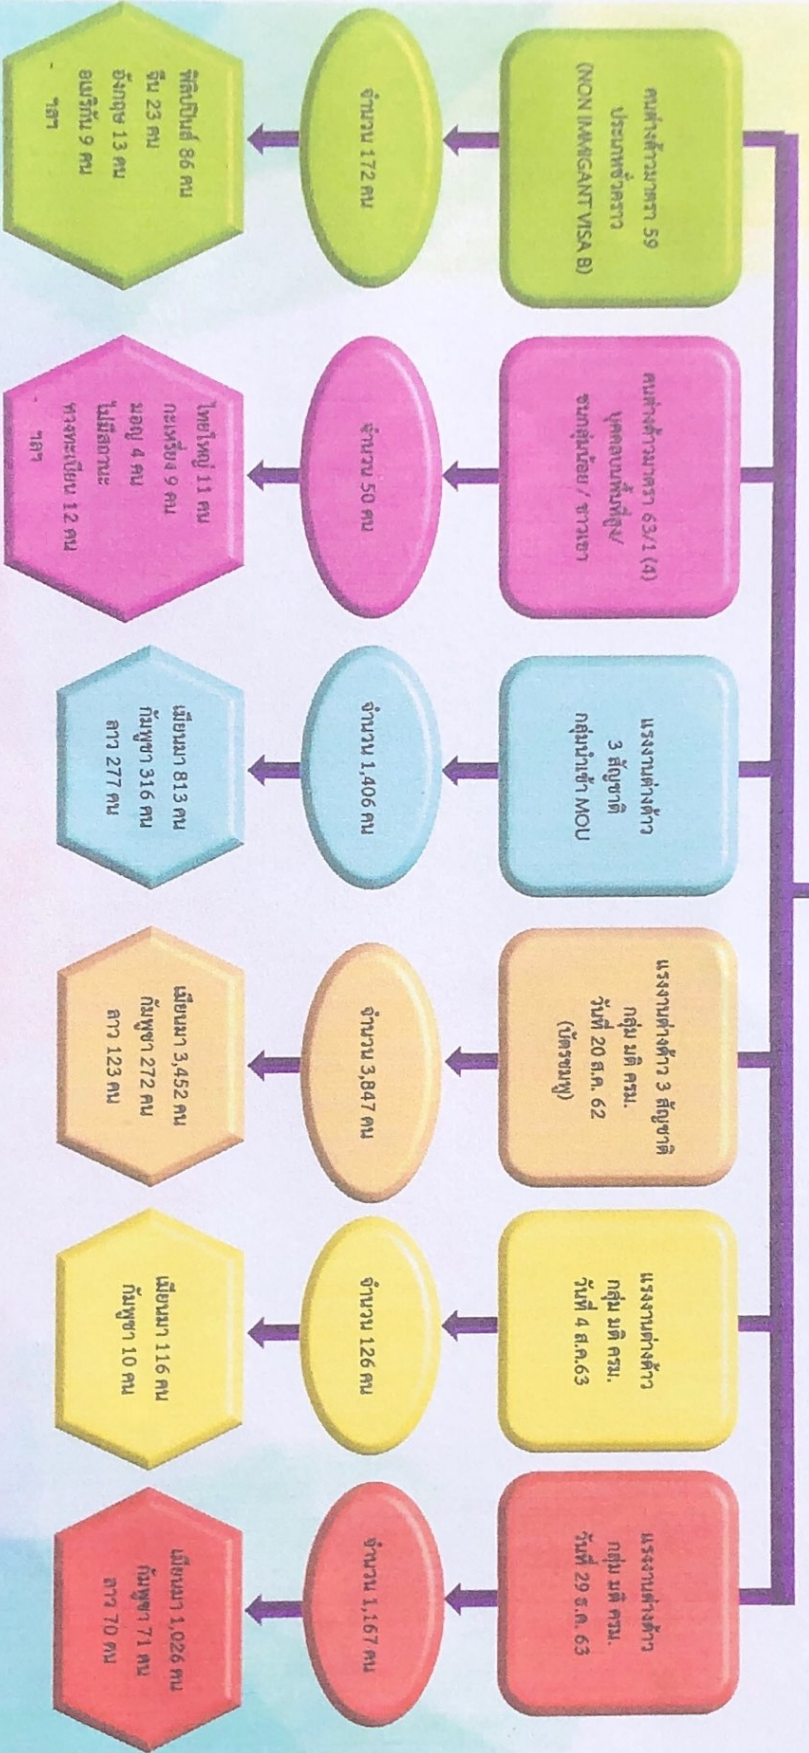 คนต่างด้าวมาตรา 59
ประเภทชั่วคราว
(NON IMMIGANT VISA B)
จำนวน 172 คน
ฟิลิปปินส์ 86 คน
จีน 23 คน
อังกฤษ 13 คน
อเมริกัน 9 คน
ฯลฯ
คนต่างด้าวมาตรา 63/1 (4)
บุคคลบนพื้นที่สูง/
ชนกลุ่มน้อย / ชาวเขา
จำนวน 50 คน
ไทยใหญ่ 11 คน
กะเหรี่ยง 9 คน
มอญ 4 คน
ไม่มีสถานะ
ทางทะเบียน 12 คน
ฯลฯ
แรงงานต่างด้าว
3 สัญชาติ
กลุ่มนำเข้า MOU
จำนวน 1,406 คน
เมียนมา 813 คน
กัมพูชา 316 คน
ลาว 277 คน
แรงงานต่างด้าว 3 สัญชาติ
กลุ่ม มติ ครม.
วันที่ 20 ส.ค. 62
(บัตรชมพู)
จำนวน 3,847 คน
เมียนมา 3,452 คน
กัมพูชา 272 คน
ลาว 123 คน
แรงงานต่างด้าว
กลุ่ม มติ ครม.
วันที่ 4 ส.ค.63
จำนวน 126 คน
เมียนมา 116 คน
กัมพูชา 10 คน
แรงงานต่างด้าว
กลุ่ม มติ ครม.
วันที่ 29 ธ.ค. 63
จำนวน 1,167 คน
เมียนมา 1,026 คน
กัมพูชา 71 คน
ลาว 70 คน